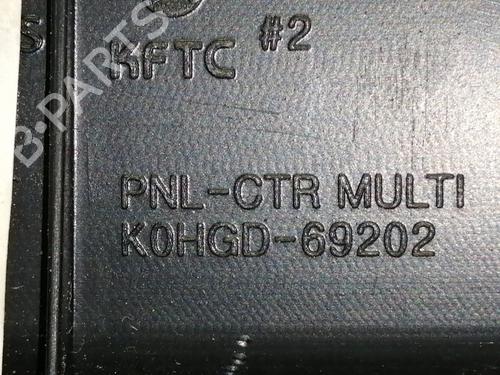 S
KFTC #2
PNL-CTR MULTI
K0HGD-69202
B-PARTS